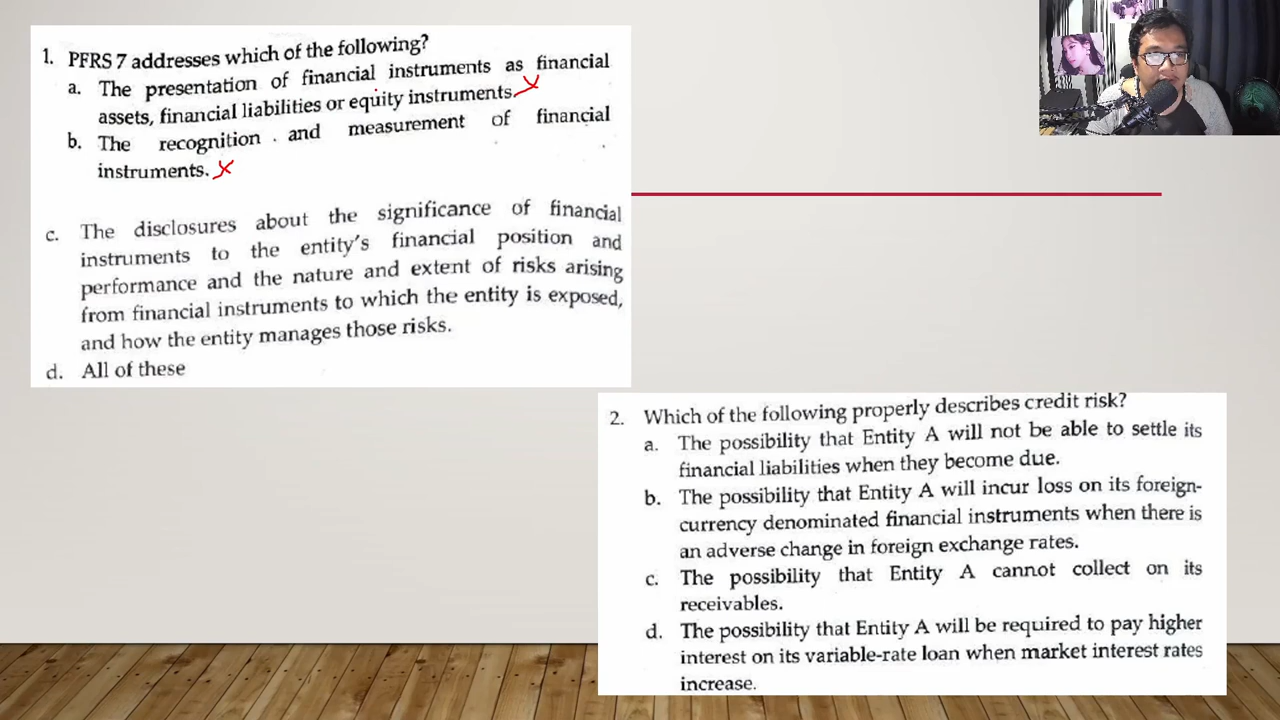 1. PFRS 7 addresses which of the following?
a. The presentation of financial instruments as financial
assets, financial liabilities or equity instruments.
b. The recognition and measurement of financial
instruments.
c. The disclosures about the significance of financial
instruments to the entity's financial position and
performance and the nature and extent of risks arising
from financial instruments to which the entity is exposed,
and how the entity manages those risks.
d. All of these
2. Which of the following properly describes credit risk?
a. The possibility that Entity A will not be able to settle its
financial liabilities when they become due.
b. The possibility that Entity A will incur loss on its foreign-
currency denominated financial instruments when there is
an adverse change in foreign exchange rates.
c. The possibility that Entity A cannot collect on its
receivables.
d. The possibility that Entity A will be required to pay higher
interest on its variable-rate loan when market interest rates
increase.